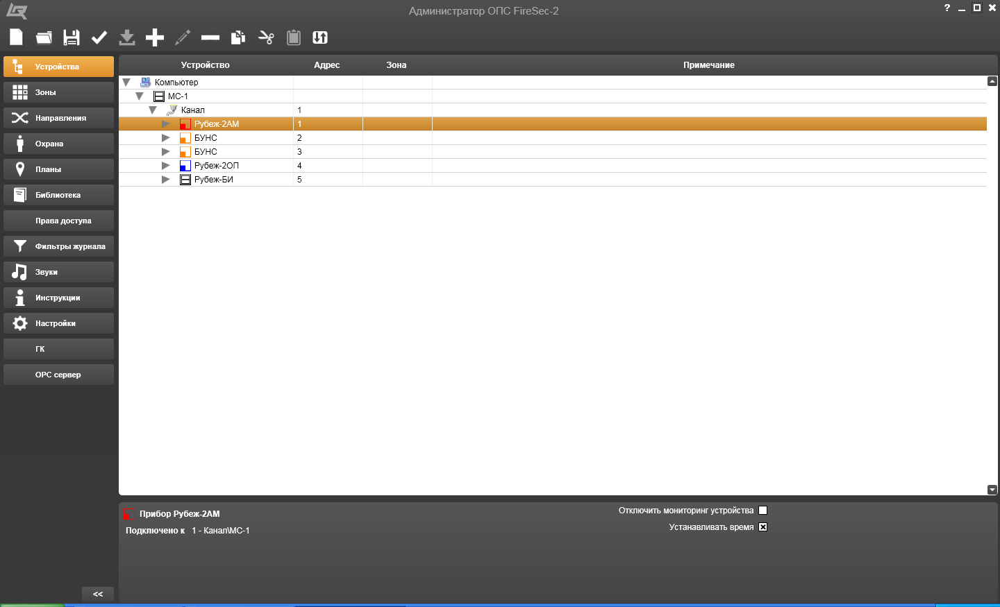 Администратор ОПС FireSec-2
?
Устройства
Зоны
Направления
Охрана
Планы
Библиотека
Права доступа
Фильтры журнала
Звуки
Инструкции
Настройки
ГК
ОРС сервер
<<
Устройство Адрес Зона Примечание
Компьютер
МС-1
Канал 1
Рубеж-2АМ 1
БУНС 2
БУНС 3
Рубеж-2ОП 4
Рубеж-БИ 5
Прибор Рубеж-2АМ
Подключено к 1 - Канал\МС-1
Отключить мониторинг устройства
Устанавливать время